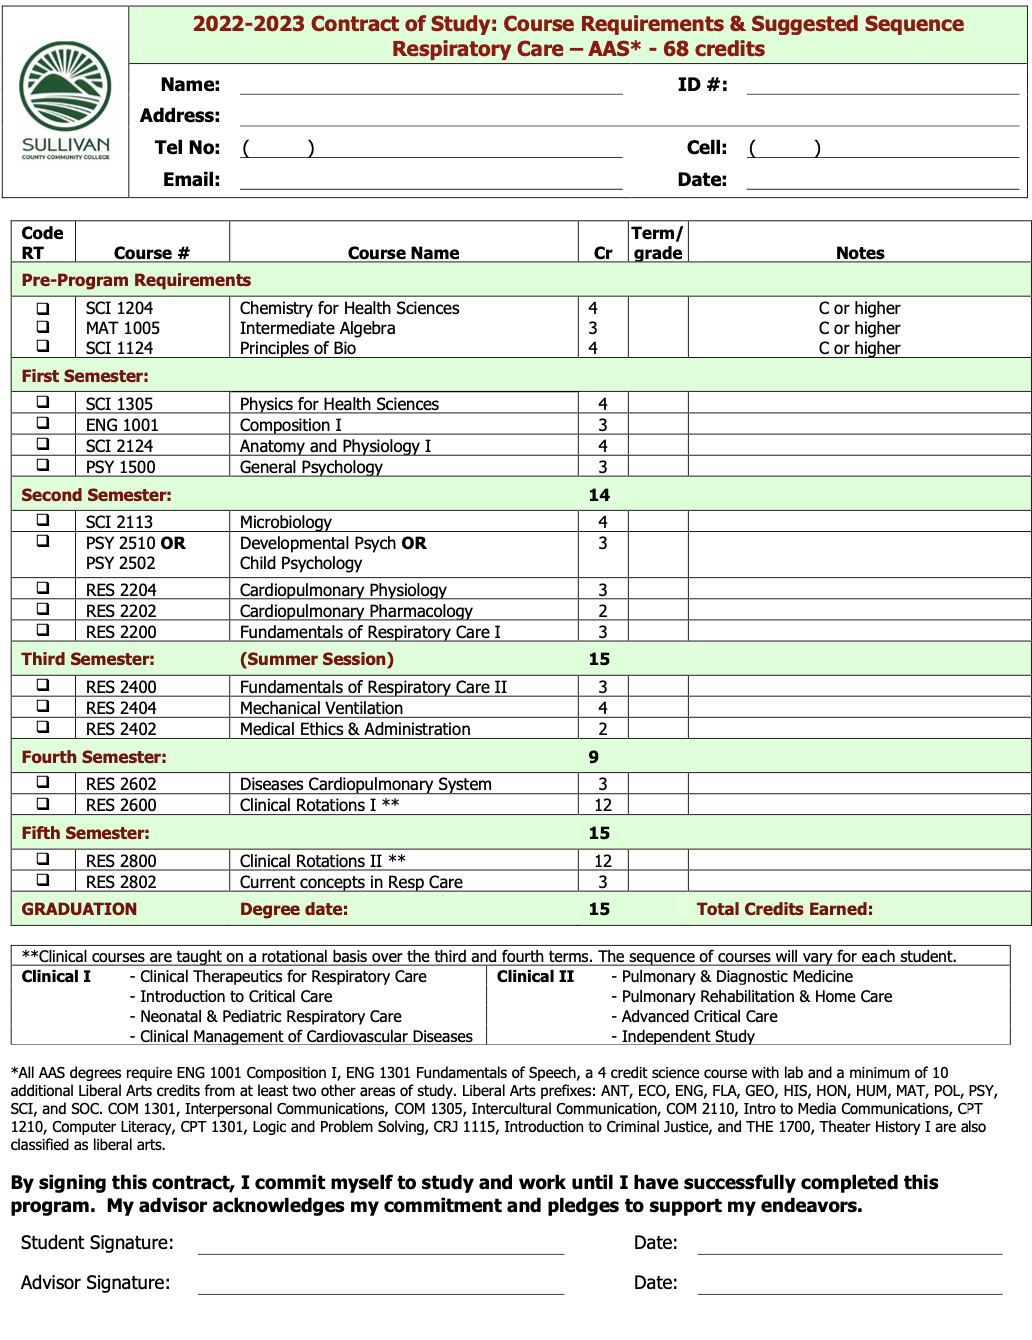 2022-2023 Contract of Study: Course Requirements & Suggested Sequence
Respiratory Care – AAS* - 68 credits
SULLIVAN
COUNTY COMMUNITY COLLEGE
Name: ID #:
Address:
Tel No: ( ) Cell: ( )
Email: Date:
Code RT Course # Course Name Cr Term/ grade Notes
Pre-Program Requirements
❑ SCI 1204 Chemistry for Health Sciences 4 C or higher
❑ MAT 1005 Intermediate Algebra 3 C or higher
❑ SCI 1124 Principles of Bio 4 C or higher
First Semester:
❑ SCI 1305 Physics for Health Sciences 4
❑ ENG 1001 Composition I 3
❑ SCI 2124 Anatomy and Physiology I 4
❑ PSY 1500 General Psychology 3
Second Semester: 14
❑ SCI 2113 Microbiology 4
❑ PSY 2510 OR Developmental Psych OR 3
PSY 2502 Child Psychology
❑ RES 2204 Cardiopulmonary Physiology 3
❑ RES 2202 Cardiopulmonary Pharmacology 2
❑ RES 2200 Fundamentals of Respiratory Care I 3
Third Semester: (Summer Session) 15
❑ RES 2400 Fundamentals of Respiratory Care II 3
❑ RES 2404 Mechanical Ventilation 4
❑ RES 2402 Medical Ethics & Administration 2
Fourth Semester: 9
❑ RES 2602 Diseases Cardiopulmonary System 3
❑ RES 2600 Clinical Rotations I ** 12
Fifth Semester: 15
❑ RES 2800 Clinical Rotations II ** 12
❑ RES 2802 Current concepts in Resp Care 3
GRADUATION Degree date: 15 Total Credits Earned:
**Clinical courses are taught on a rotational basis over the third and fourth terms. The sequence of courses will vary for each student.
Clinical I - Clinical Therapeutics for Respiratory Care Clinical II - Pulmonary & Diagnostic Medicine
- Introduction to Critical Care - Pulmonary Rehabilitation & Home Care
- Neonatal & Pediatric Respiratory Care - Advanced Critical Care
- Clinical Management of Cardiovascular Diseases - Independent Study
*All AAS degrees require ENG 1001 Composition I, ENG 1301 Fundamentals of Speech, a 4 credit science course with lab and a minimum of 10
additional Liberal Arts credits from at least two other areas of study. Liberal Arts prefixes: ANT, ECO, ENG, FLA, GEO, HIS, HON, HUM, MAT, POL, PSY,
SCI, and SOC. COM 1301, Interpersonal Communications, COM 1305, Intercultural Communication, COM 2110, Intro to Media Communications, CPT
1210, Computer Literacy, CPT 1301, Logic and Problem Solving, CRJ 1115, Introduction to Criminal Justice, and THE 1700, Theater History I are also
classified as liberal arts.
By signing this contract, I commit myself to study and work until I have successfully completed this
program. My advisor acknowledges my commitment and pledges to support my endeavors.
Student Signature: Date:
Advisor Signature: Date: